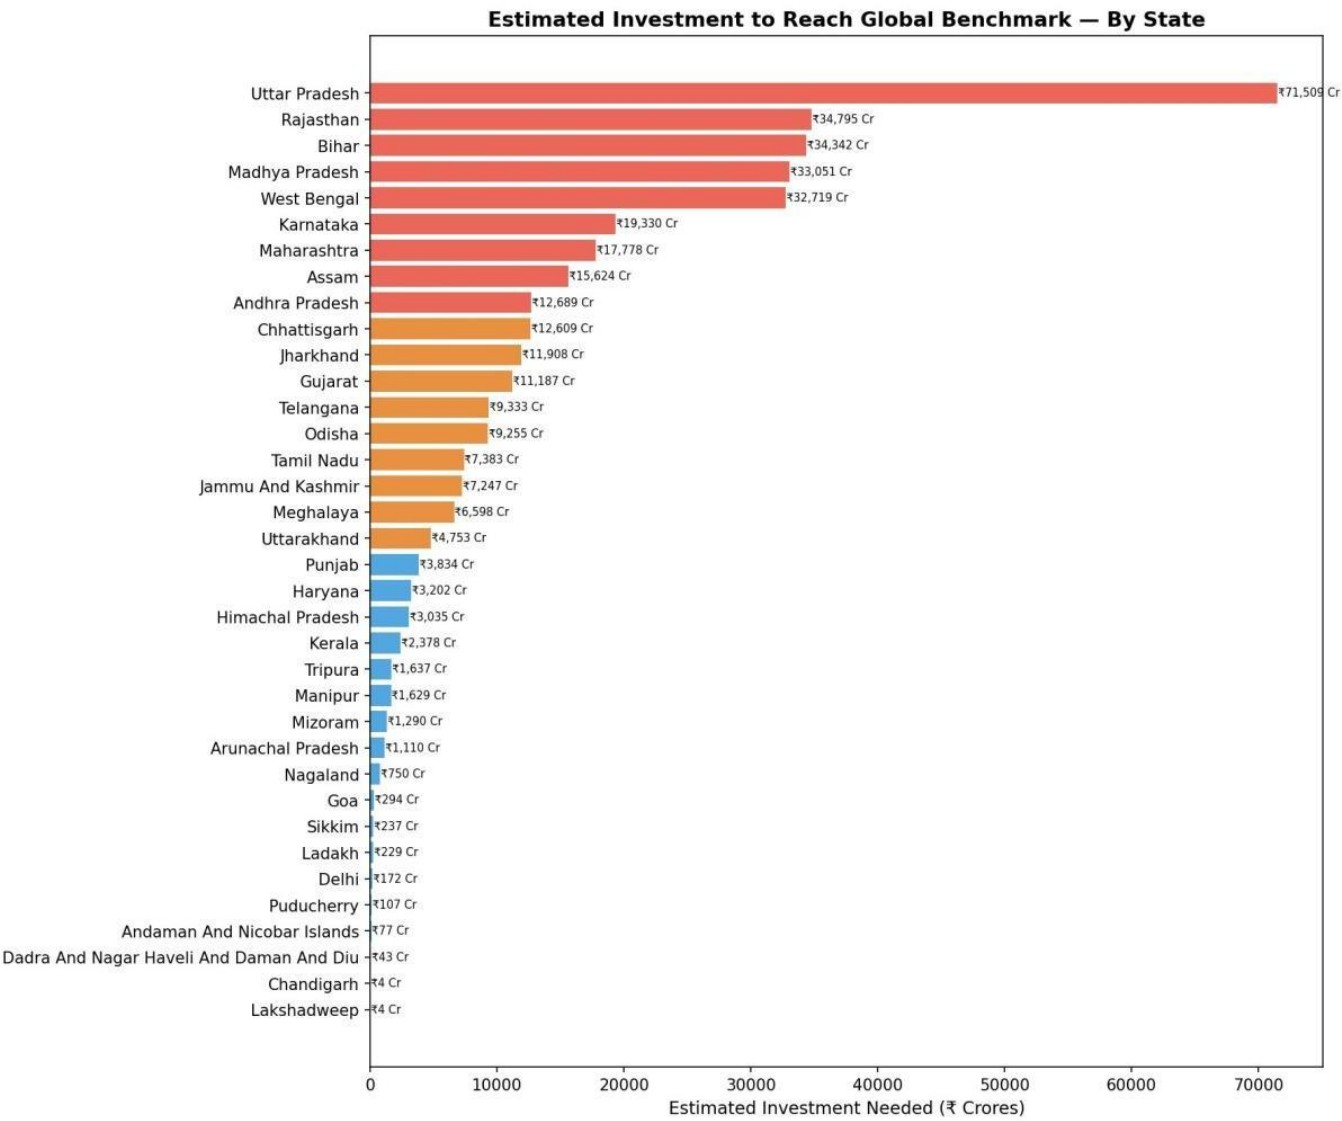 Estimated Investment to Reach Global Benchmark — By State
Uttar Pradesh ₹71,509 Cr
Rajasthan ₹34,795 Cr
Bihar ₹34,342 Cr
Madhya Pradesh ₹33,051 Cr
West Bengal ₹32,719 Cr
Karnataka ₹19,330 Cr
Maharashtra ₹17,778 Cr
Assam ₹15,624 Cr
Andhra Pradesh ₹12,689 Cr
Chhattisgarh ₹12,609 Cr
Jharkhand ₹11,908 Cr
Gujarat ₹11,187 Cr
Telangana ₹9,333 Cr
Odisha ₹9,255 Cr
Tamil Nadu ₹7,383 Cr
Jammu And Kashmir ₹7,247 Cr
Meghalaya ₹6,598 Cr
Uttarakhand ₹4,753 Cr
Punjab ₹3,834 Cr
Haryana ₹3,202 Cr
Himachal Pradesh ₹3,035 Cr
Kerala ₹2,378 Cr
Tripura ₹1,637 Cr
Manipur ₹1,629 Cr
Mizoram ₹1,290 Cr
Arunachal Pradesh ₹1,110 Cr
Nagaland ₹750 Cr
Goa ₹294 Cr
Sikkim ₹237 Cr
Ladakh ₹229 Cr
Delhi ₹172 Cr
Puducherry ₹107 Cr
Andaman And Nicobar Islands ₹77 Cr
Dadra And Nagar Haveli And Daman And Diu ₹43 Cr
Chandigarh ₹4 Cr
Lakshadweep ₹4 Cr
0 10000 20000 30000 40000 50000 60000 70000
Estimated Investment Needed (₹ Crores)